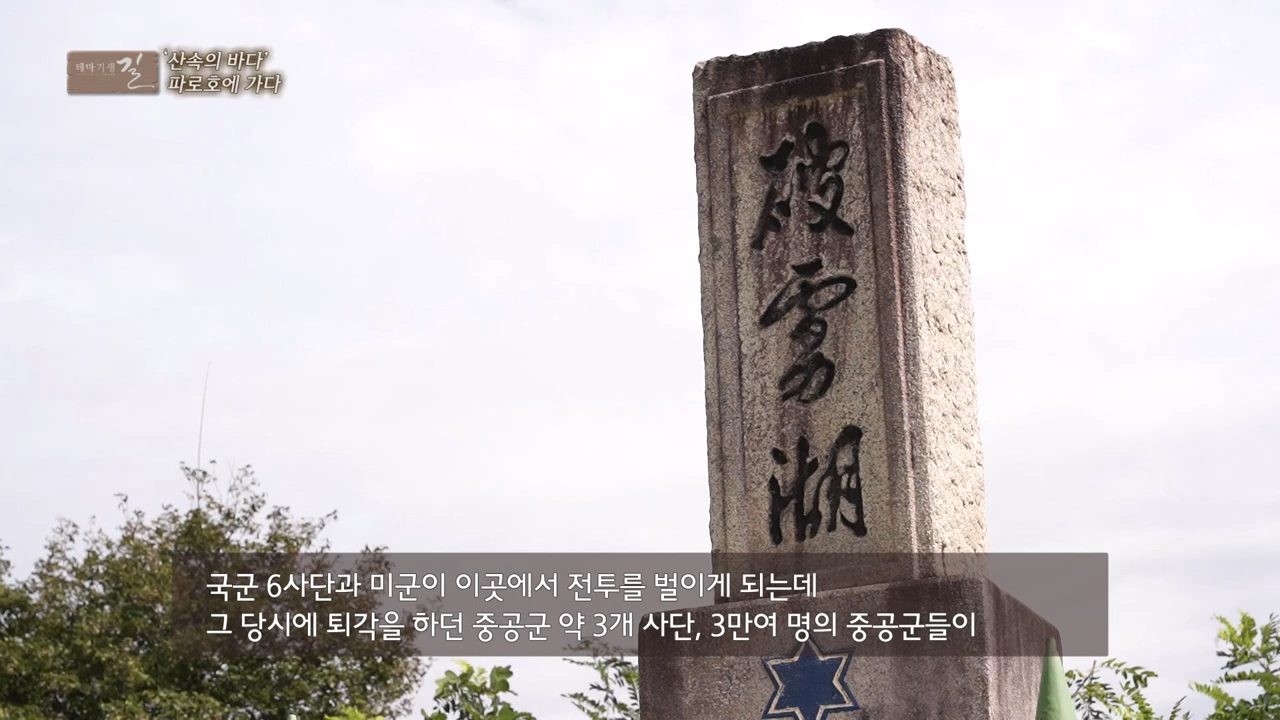 테마기행 길
'산속의 바다'
파로호에 가다
破
虜
湖
국군 6사단과 미군이 이곳에서 전투를 벌이게 되는데
그 당시에 퇴각을 하던 중공군 약 3개 사단, 3만여 명의 중공군들이